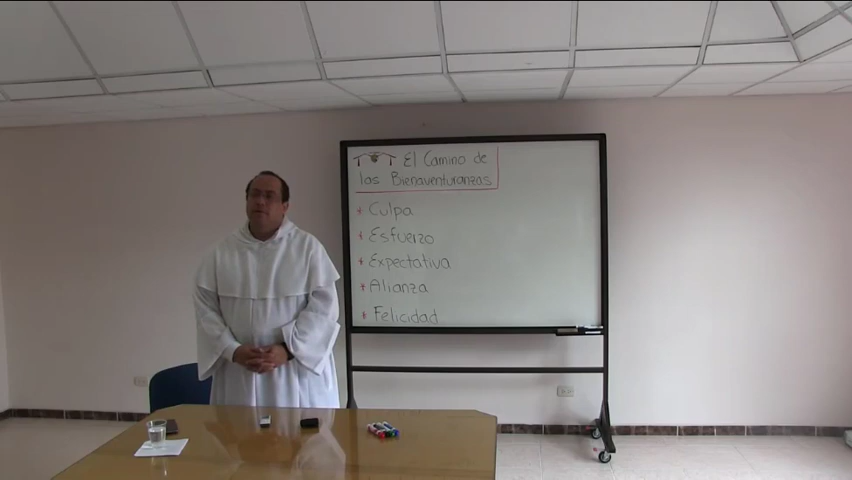 El Camino de
las Bienaventuranzas
* Culpa
* Esfuerzo
* Expectativa
* Alianza
* Felicidad